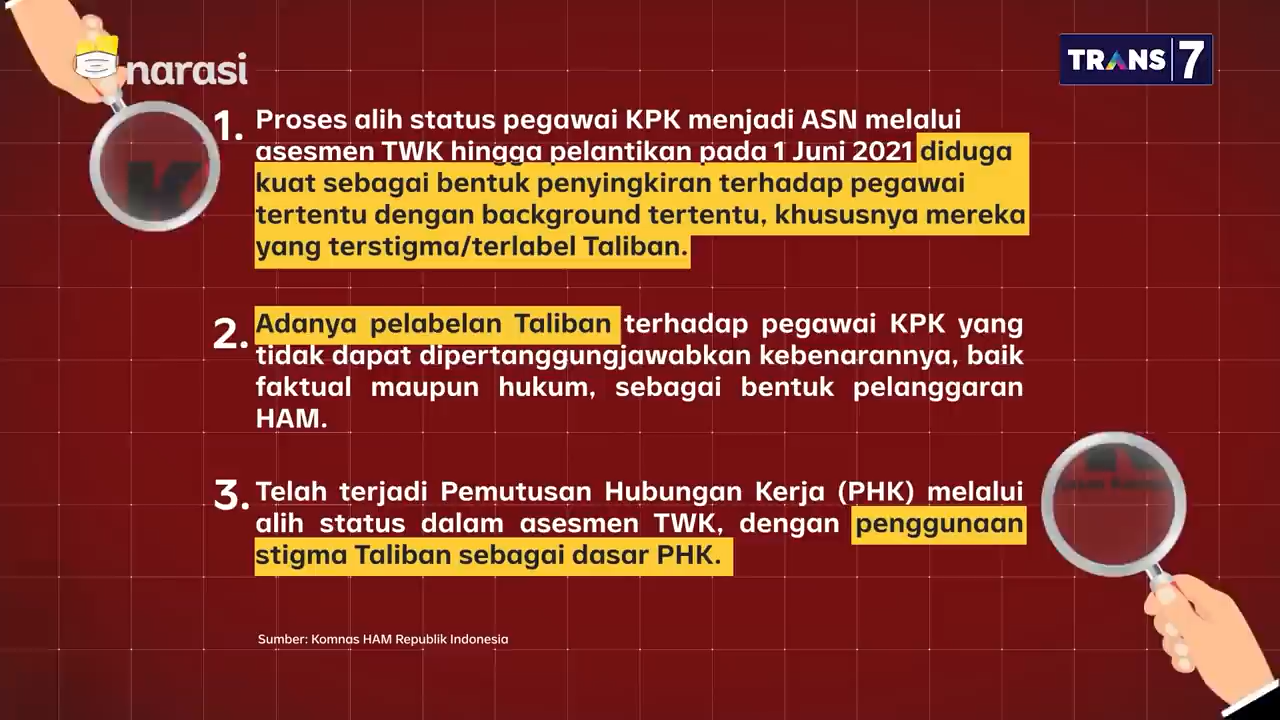 narasi
TRANS 7
1. Proses alih status pegawai KPK menjadi ASN melalui
asesmen TWK hingga pelantikan pada 1 Juni 2021 diduga
kuat sebagai bentuk penyingkiran terhadap pegawai
tertentu dengan background tertentu, khususnya mereka
yang terstigma/terlabel Taliban.
2. Adanya pelabelan Taliban terhadap pegawai KPK yang
tidak dapat dipertanggungjawabkan kebenarannya, baik
faktual maupun hukum, sebagai bentuk pelanggaran
HAM.
3. Telah terjadi Pemutusan Hubungan Kerja (PHK) melalui
alih status dalam asesmen TWK, dengan penggunaan
stigma Taliban sebagai dasar PHK.
Sumber: Komnas HAM Republik Indonesia